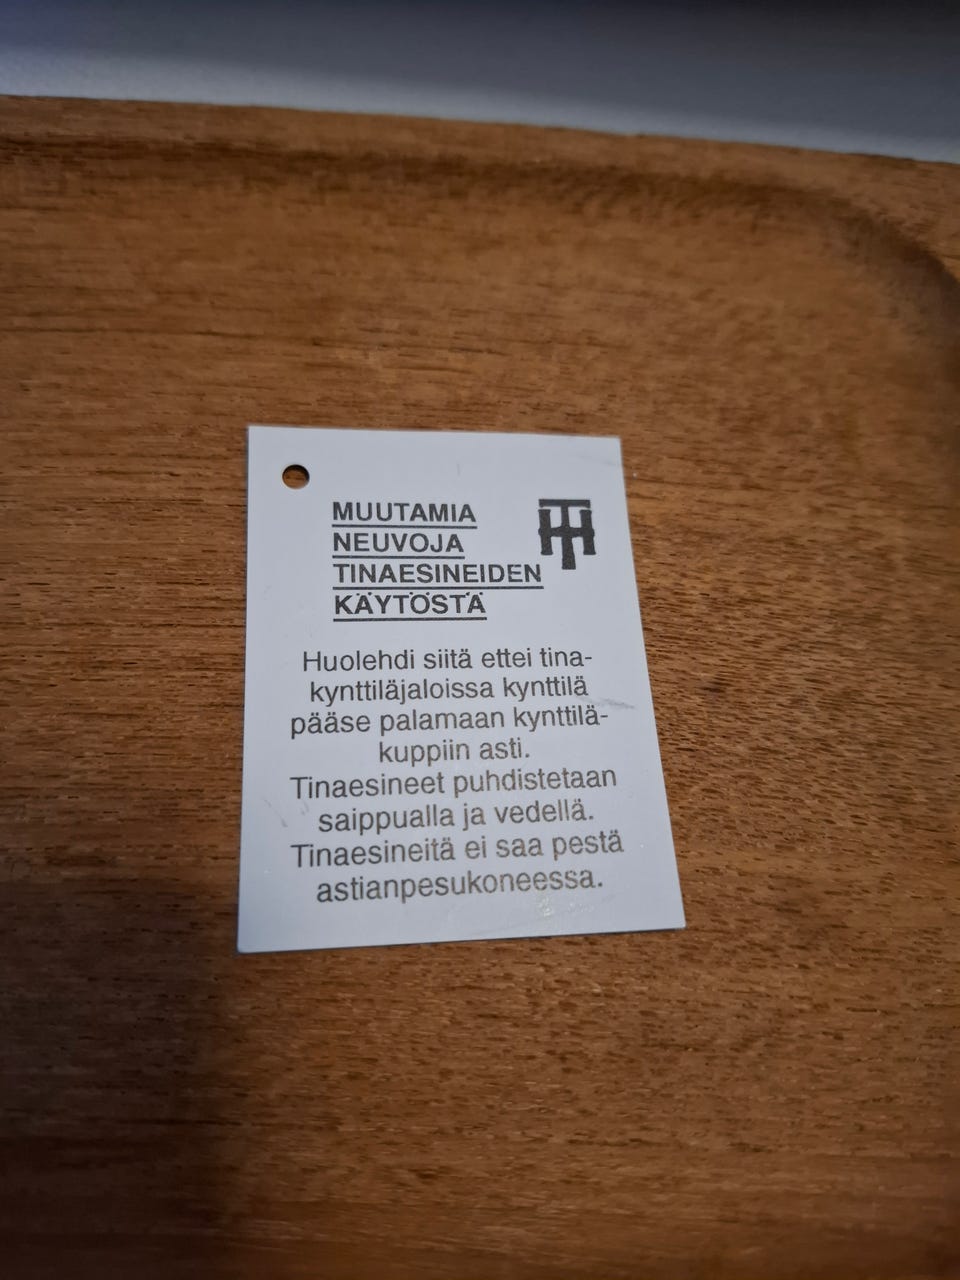 MUUTAMIA
NEUVOJA
TINAESINEIDEN
KÄYTÖSTÄ
Huolehdi siitä ettei tina-
kynttiläjaloissa kynttilä
pääse palamaan kynttilä-
kuppiin asti.
Tinaesineet puhdistetaan
saippualla ja vedellä.
Tinaesineitä ei saa pestä
astianpesukoneessa.